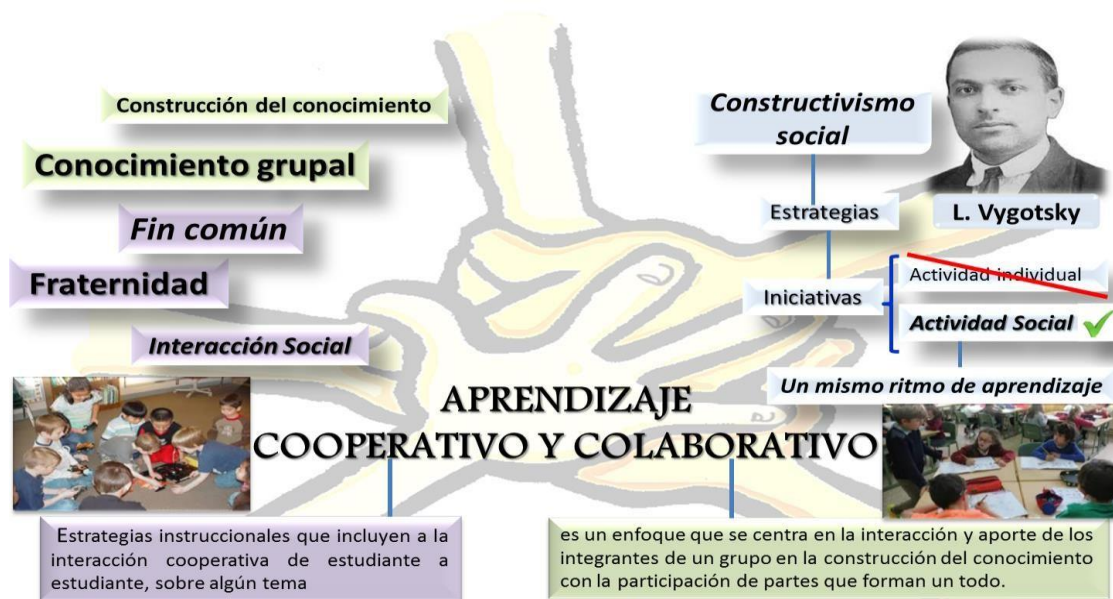 Construcción del conocimiento
Conocimiento grupal
Fin común
Fraternidad
Interacción Social
Constructivismo
social
L. Vygotsky
Estrategias
Iniciativas
Actividad individual
Actividad Social
Un mismo ritmo de aprendizaje
APRENDIZAJE
COOPERATIVO Y COLABORATIVO
Estrategias instruccionales que incluyen a la
interacción cooperativa de estudiante a
estudiante, sobre algún tema
es un enfoque que se centra en la interacción y aporte de los
integrantes de un grupo en la construcción del conocimiento
con la participación de partes que forman un todo.